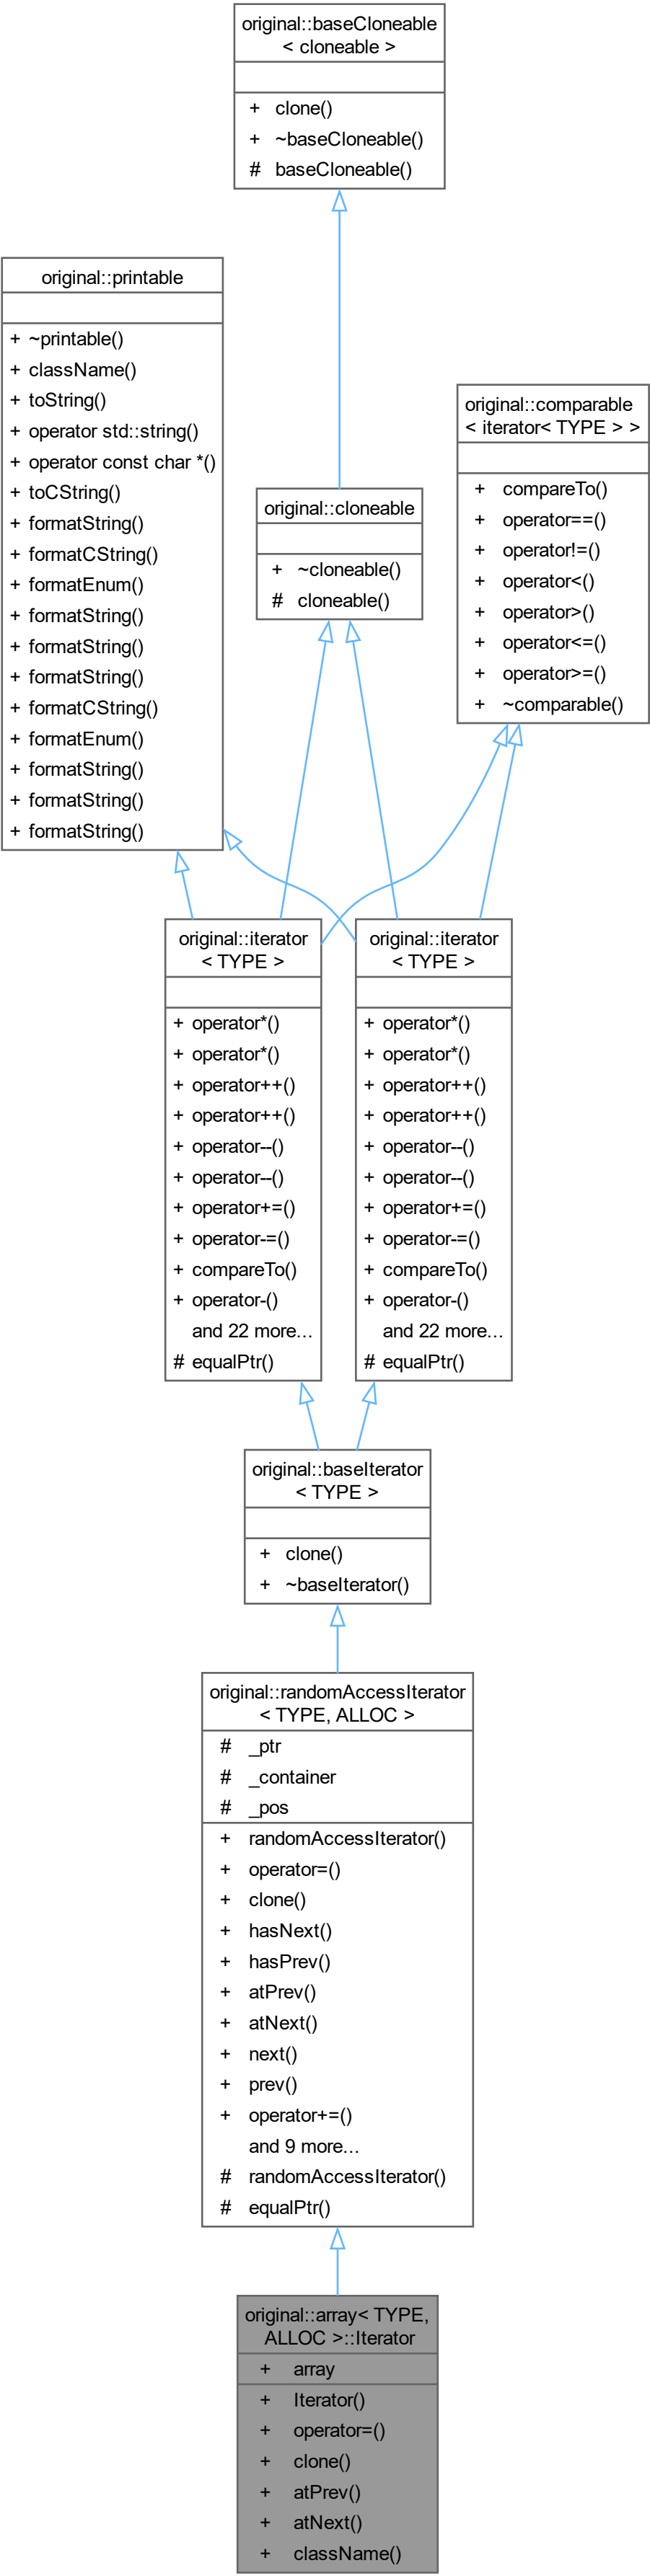 original::baseCloneable
< cloneable >
+ clone()
+ ~baseCloneable()
# baseCloneable()
original::printable
+ ~printable()
+ className()
+ toString()
+ operator std::string()
+ operator const char *()
+ toCString()
+ formatString()
+ formatCString()
+ formatEnum()
+ formatString()
+ formatString()
+ formatString()
+ formatCString()
+ formatEnum()
+ formatString()
+ formatString()
+ formatString()
original::cloneable
+ ~cloneable()
# cloneable()
original::comparable
< iterator< TYPE > >
+ compareTo()
+ operator==()
+ operator!=()
+ operator<()
+ operator>()
+ operator<=()
+ operator>=()
+ ~comparable()
original::iterator
< TYPE >
+ operator*()
+ operator*()
+ operator++()
+ operator++()
+ operator--()
+ operator--()
+ operator+=()
+ operator-=()
+ compareTo()
+ operator-()
and 22 more...
# equalPtr()
original::iterator
< TYPE >
+ operator*()
+ operator*()
+ operator++()
+ operator++()
+ operator--()
+ operator--()
+ operator+=()
+ operator-=()
+ compareTo()
+ operator-()
and 22 more...
# equalPtr()
original::baseIterator
< TYPE >
+ clone()
+ ~baseIterator()
original::randomAccessIterator
< TYPE, ALLOC >
# _ptr
# _container
# _pos
+ randomAccessIterator()
+ operator=()
+ clone()
+ hasNext()
+ hasPrev()
+ atPrev()
+ atNext()
+ next()
+ prev()
+ operator+=()
and 9 more...
# randomAccessIterator()
# equalPtr()
original::array< TYPE,
ALLOC >::Iterator
+ array
+ Iterator()
+ operator=()
+ clone()
+ atPrev()
+ atNext()
+ className()